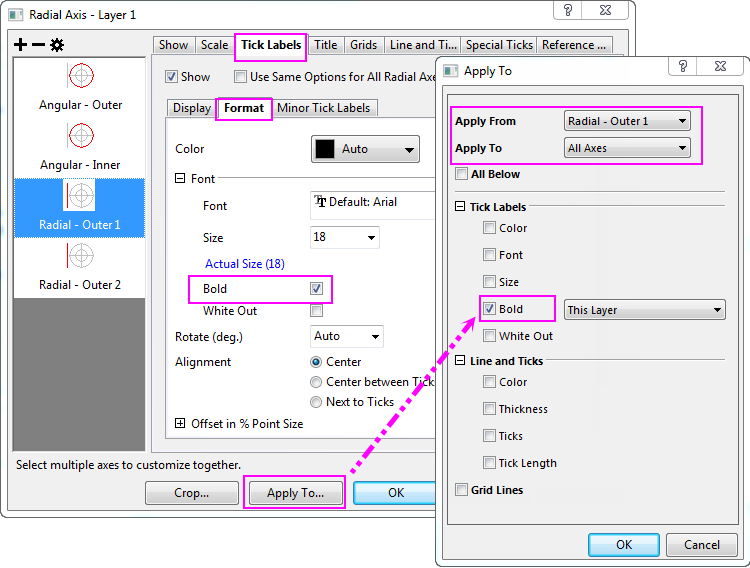 Radial Axis - Layer 1
?
Show Scale Tick Labels Title Grids Line and Ti... Special Ticks Reference ...
Show Use Same Options for All Radial Axe
Display Format Minor Tick Labels
Angular - Outer
Angular - Inner
Radial - Outer 1
Radial - Outer 2
Color Auto
Font
Font Default: Arial
Size 18
Actual Size (18)
Bold
White Out
Rotate (deg.) Auto
Alignment Center
Center between Tick
Next to Ticks
Offset in % Point Size
Select multiple axes to customize together.
Crop... Apply To... OK
Apply To
?
Apply From Radial - Outer 1
Apply To All Axes
All Below
Tick Labels
Color
Font
Size
Bold This Layer
White Out
Line and Ticks
Color
Thickness
Ticks
Tick Length
Grid Lines
OK Cancel